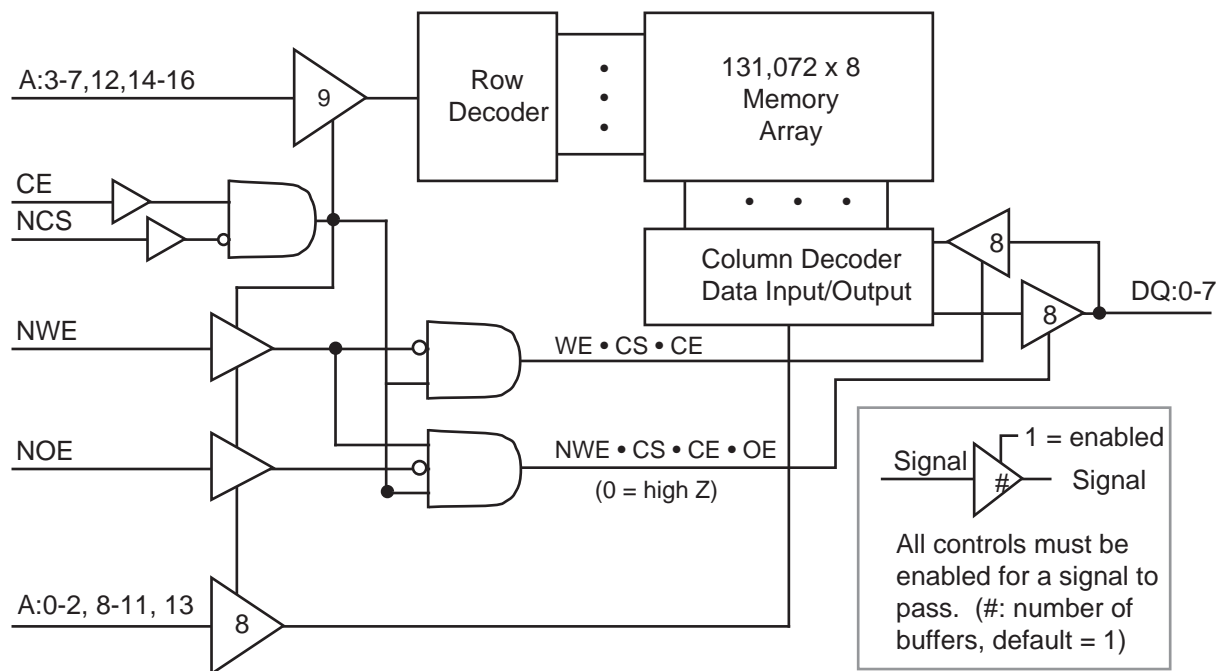 A:3-7,12,14-16
9
Row
Decoder
131,072 x 8
Memory
Array
CE
NCS
Column Decoder
Data Input/Output
8
8
DQ:0-7
NWE
WE • CS • CE
NOE
NWE • CS • CE • OE
(0 = high Z)
A:0-2, 8-11, 13
8
1 = enabled
Signal
#
Signal
All controls must be
enabled for a signal to
pass.  (#: number of
buffers, default = 1)